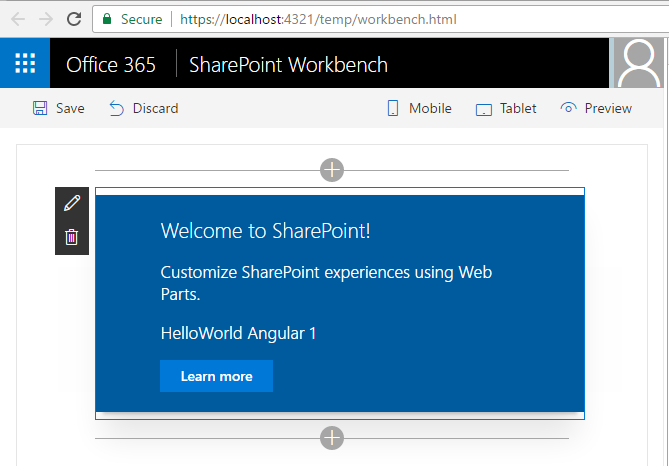 Secure https://localhost:4321/temp/workbench.html
Office 365 SharePoint Workbench
Save Discard Mobile Tablet Preview
Welcome to SharePoint!
Customize SharePoint experiences using Web
Parts.
HelloWorld Angular 1
Learn more